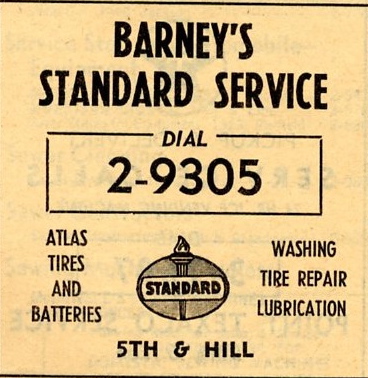 BARNEY'S
STANDARD SERVICE
DIAL
2-9305
ATLAS
TIRES
AND
BATTERIES
STANDARD
WASHING
TIRE REPAIR
LUBRICATION
5TH & HILL